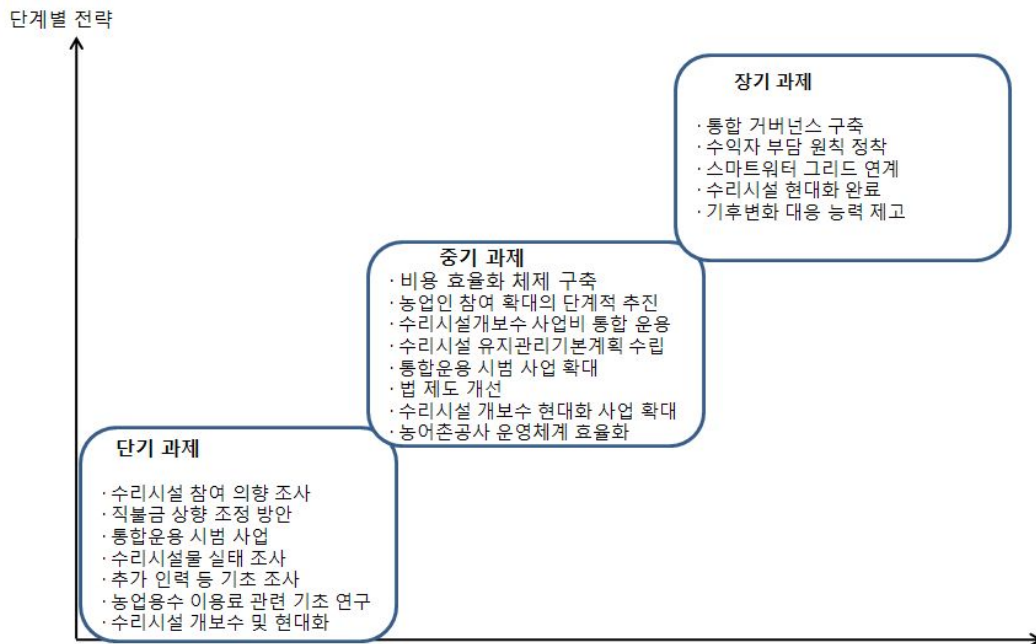 단계별 전략
장기 과제
· 통합 거버넌스 구축
· 수익자 부담 원칙 정착
· 스마트워터 그리드 연계
· 수리시설 현대화 완료
· 기후변화 대응 능력 제고
중기 과제
· 비용 효율화 체제 구축
· 농업인 참여 확대의 단계적 추진
· 수리시설개보수 사업비 통합 운용
· 수리시설 유지관리기본계획 수립
· 통합운용 시범 사업 확대
· 법 제도 개선
· 수리시설 개보수 현대화 사업 확대
· 농어촌공사 운영체계 효율화
단기 과제
· 수리시설 참여 의향 조사
· 직불금 상향 조정 방안
· 통합운용 시범 사업
· 수리시설물 실태 조사
· 추가 인력 등 기초 조사
· 농업용수 이용료 관련 기초 연구
· 수리시설 개보수 및 현대화